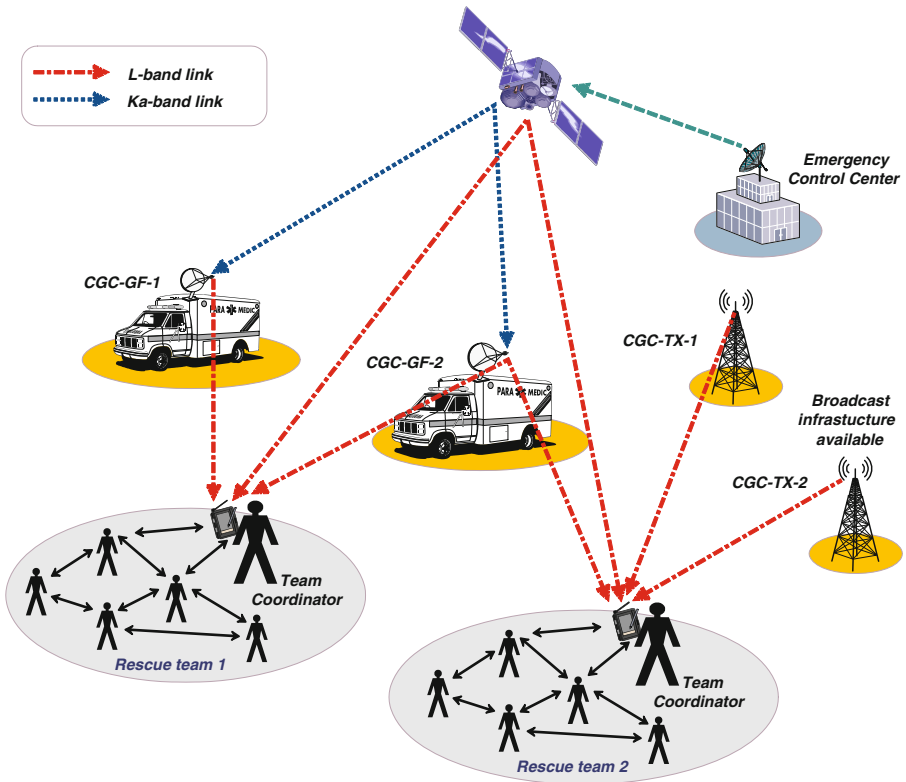 L-band link
Ka-band link
Emergency
Control Center
CGC-GF-1
PARA MEDIC
CGC-TX-1
CGC-GF-2
PARA MEDIC
Broadcast
infrastucture
available
CGC-TX-2
Team
Coordinator
Rescue team 1
Team
Coordinator
Rescue team 2